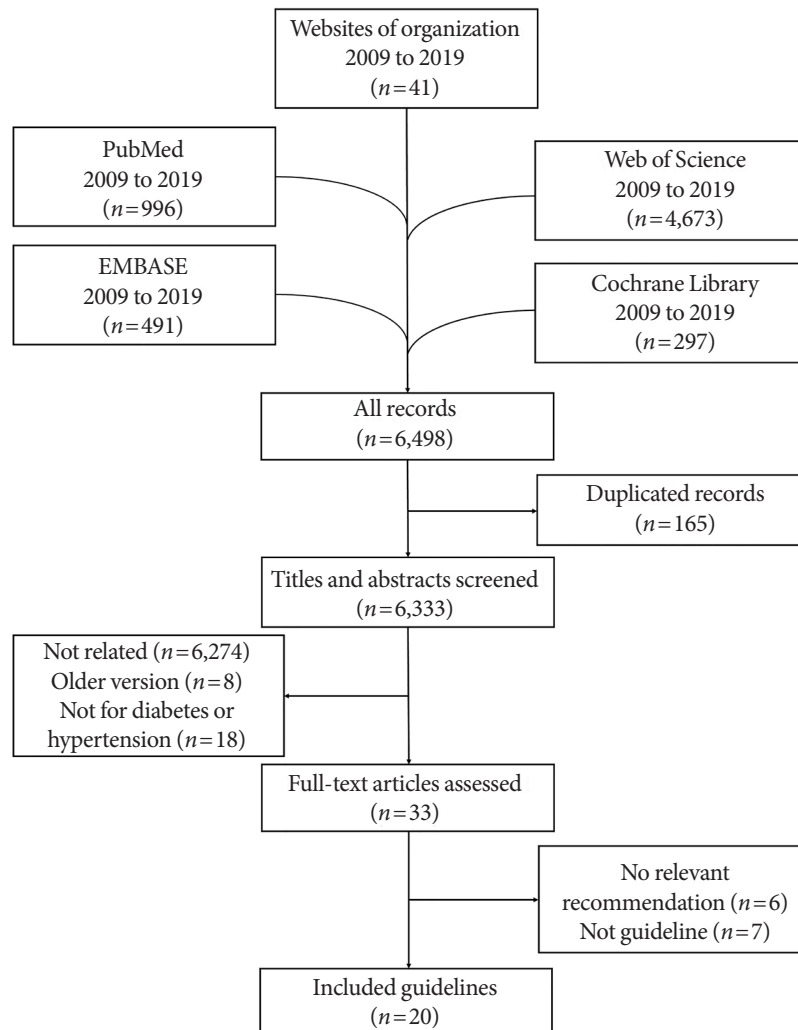 Websites of organization
2009 to 2019
(n=41)
PubMed
2009 to 2019
(n=996)
Web of Science
2009 to 2019
(n=4,673)
EMBASE
2009 to 2019
(n=491)
Cochrane Library
2009 to 2019
(n=297)
All records
(n=6,498)
Duplicated records
(n=165)
Titles and abstracts screened
(n=6,333)
Not related (n=6,274)
Older version (n=8)
Not for diabetes or
hypertension (n=18)
Full-text articles assessed
(n=33)
No relevant
recommendation (n=6)
Not guideline (n=7)
Included guidelines
(n=20)